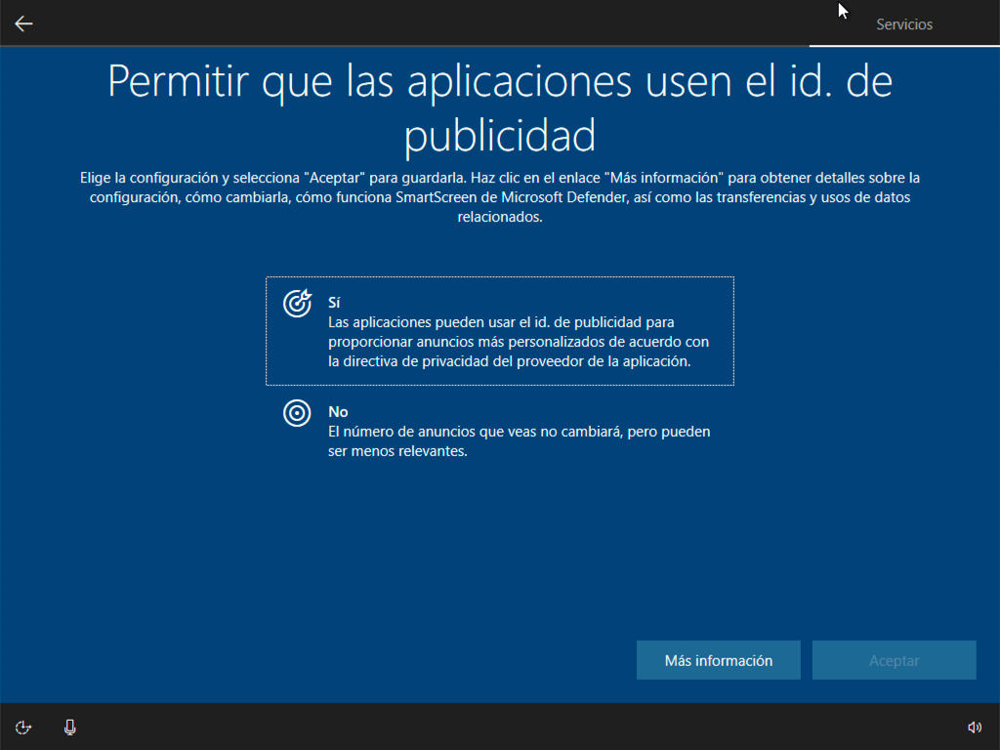 Servicios
Permitir que las aplicaciones usen el id. de
publicidad
Elige la configuración y selecciona "Aceptar" para guardarla. Haz clic en el enlace "Más información" para obtener detalles sobre la
configuración, cómo cambiarla, cómo funciona SmartScreen de Microsoft Defender, así como las transferencias y usos de datos
relacionados.
Sí
Las aplicaciones pueden usar el id. de publicidad para
proporcionar anuncios más personalizados de acuerdo con
la directiva de privacidad del proveedor de la aplicación.
No
El número de anuncios que veas no cambiará, pero pueden
ser menos relevantes.
Más información
Aceptar